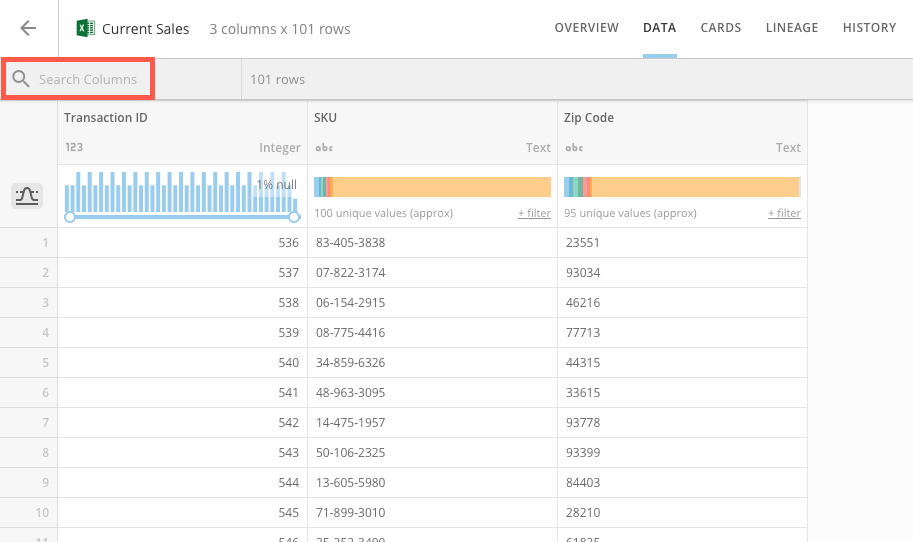 Current Sales 3 columns x 101 rows OVERVIEW DATA CARDS LINEAGE HISTORY
Search Columns 101 rows
Transaction ID SKU Zip Code
123 Integer abc Text abc Text
1% null
100 unique values (approx) + filter 95 unique values (approx) + filter
1 536 83-405-3838 23551
2 537 07-822-3174 93034
3 538 06-154-2915 46216
4 539 08-775-4416 77713
5 540 34-859-6326 44315
6 541 48-963-3095 33615
7 542 14-475-1957 93778
8 543 50-106-2325 93399
9 544 13-605-5980 84403
10 545 71-899-3010 28210
11 546